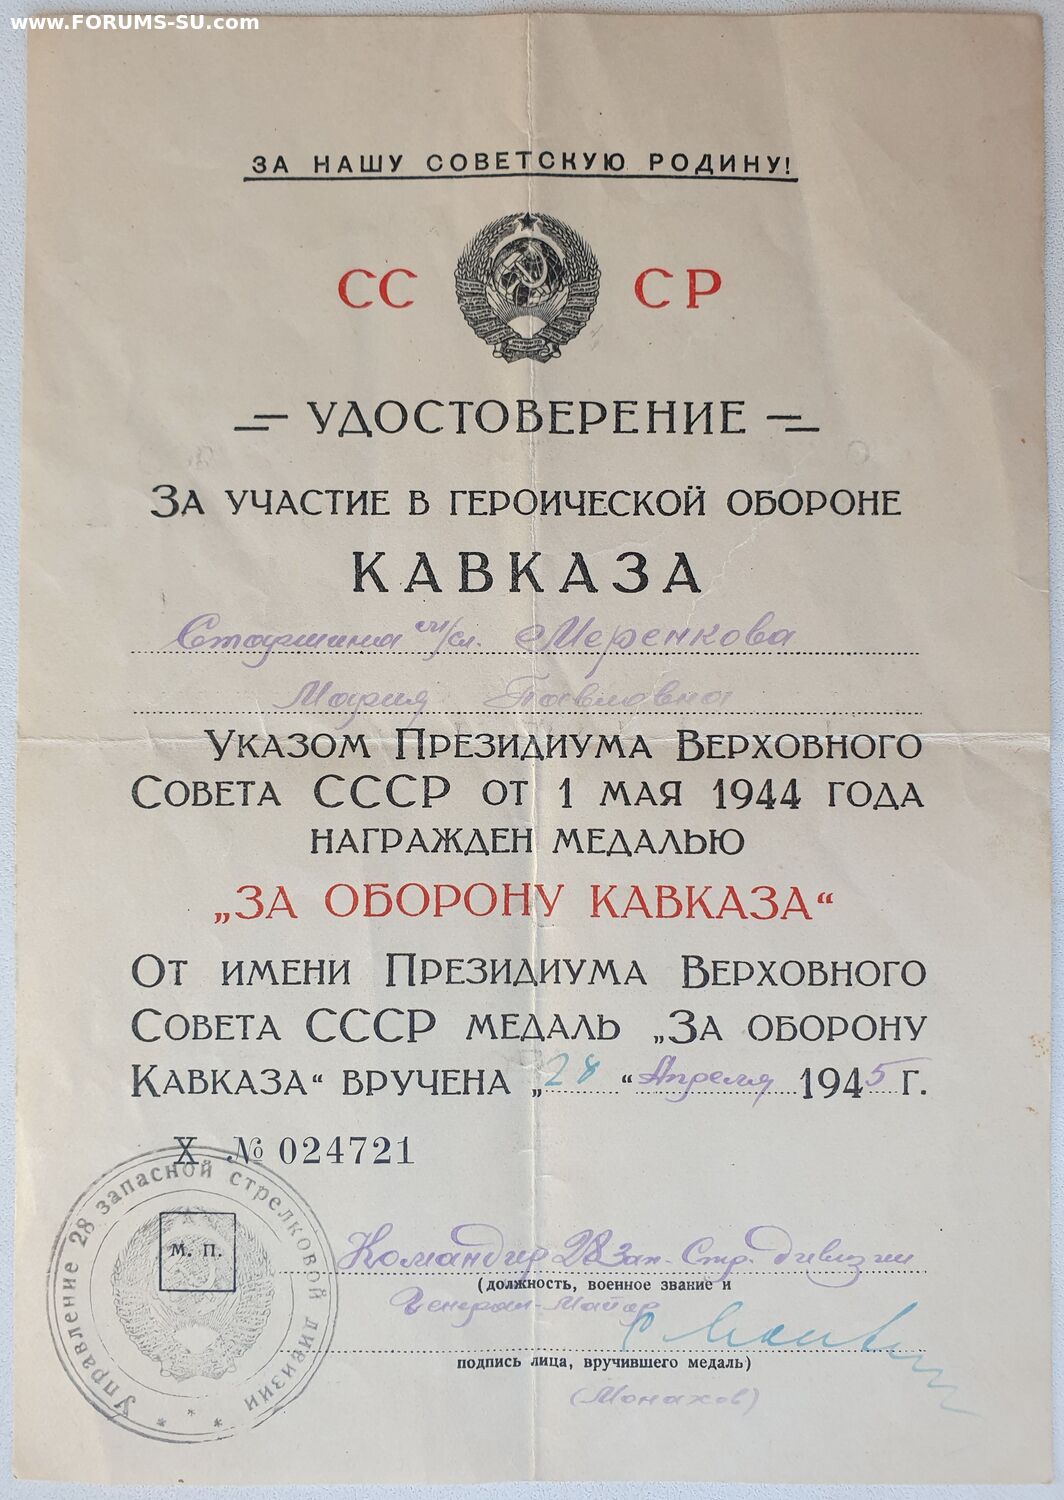 www.FORUMS-SU.com
ЗА НАШУ СОВЕТСКУЮ РОДИНУ!
СС СР
УДОСТОВЕРЕНИЕ
ЗА УЧАСТИЕ В ГЕРОИЧЕСКОЙ ОБОРОНЕ
КАВКАЗА
Старшина м/сл. Меренкова
Мария Павловна
УКАЗОМ ПРЕЗИДИУМА ВЕРХОВНОГО
СОВЕТА СССР ОТ 1 МАЯ 1944 ГОДА
НАГРАЖДЕН МЕДАЛЬЮ
„ЗА ОБОРОНУ КАВКАЗА“
ОТ ИМЕНИ ПРЕЗИДИУМА ВЕРХОВНОГО
СОВЕТА СССР МЕДАЛЬ „ЗА ОБОРОНУ
КАВКАЗА“ ВРУЧЕНА „28“ Апреля 1945 Г.
X № 024721
Управление 28 запасной стрелковой дивизии
М. П.
Командир 28 Зап. Стр. дивизии
(должность, военное звание и
Генерал-Майор
подпись лица, вручившего медаль)
(Монахов)